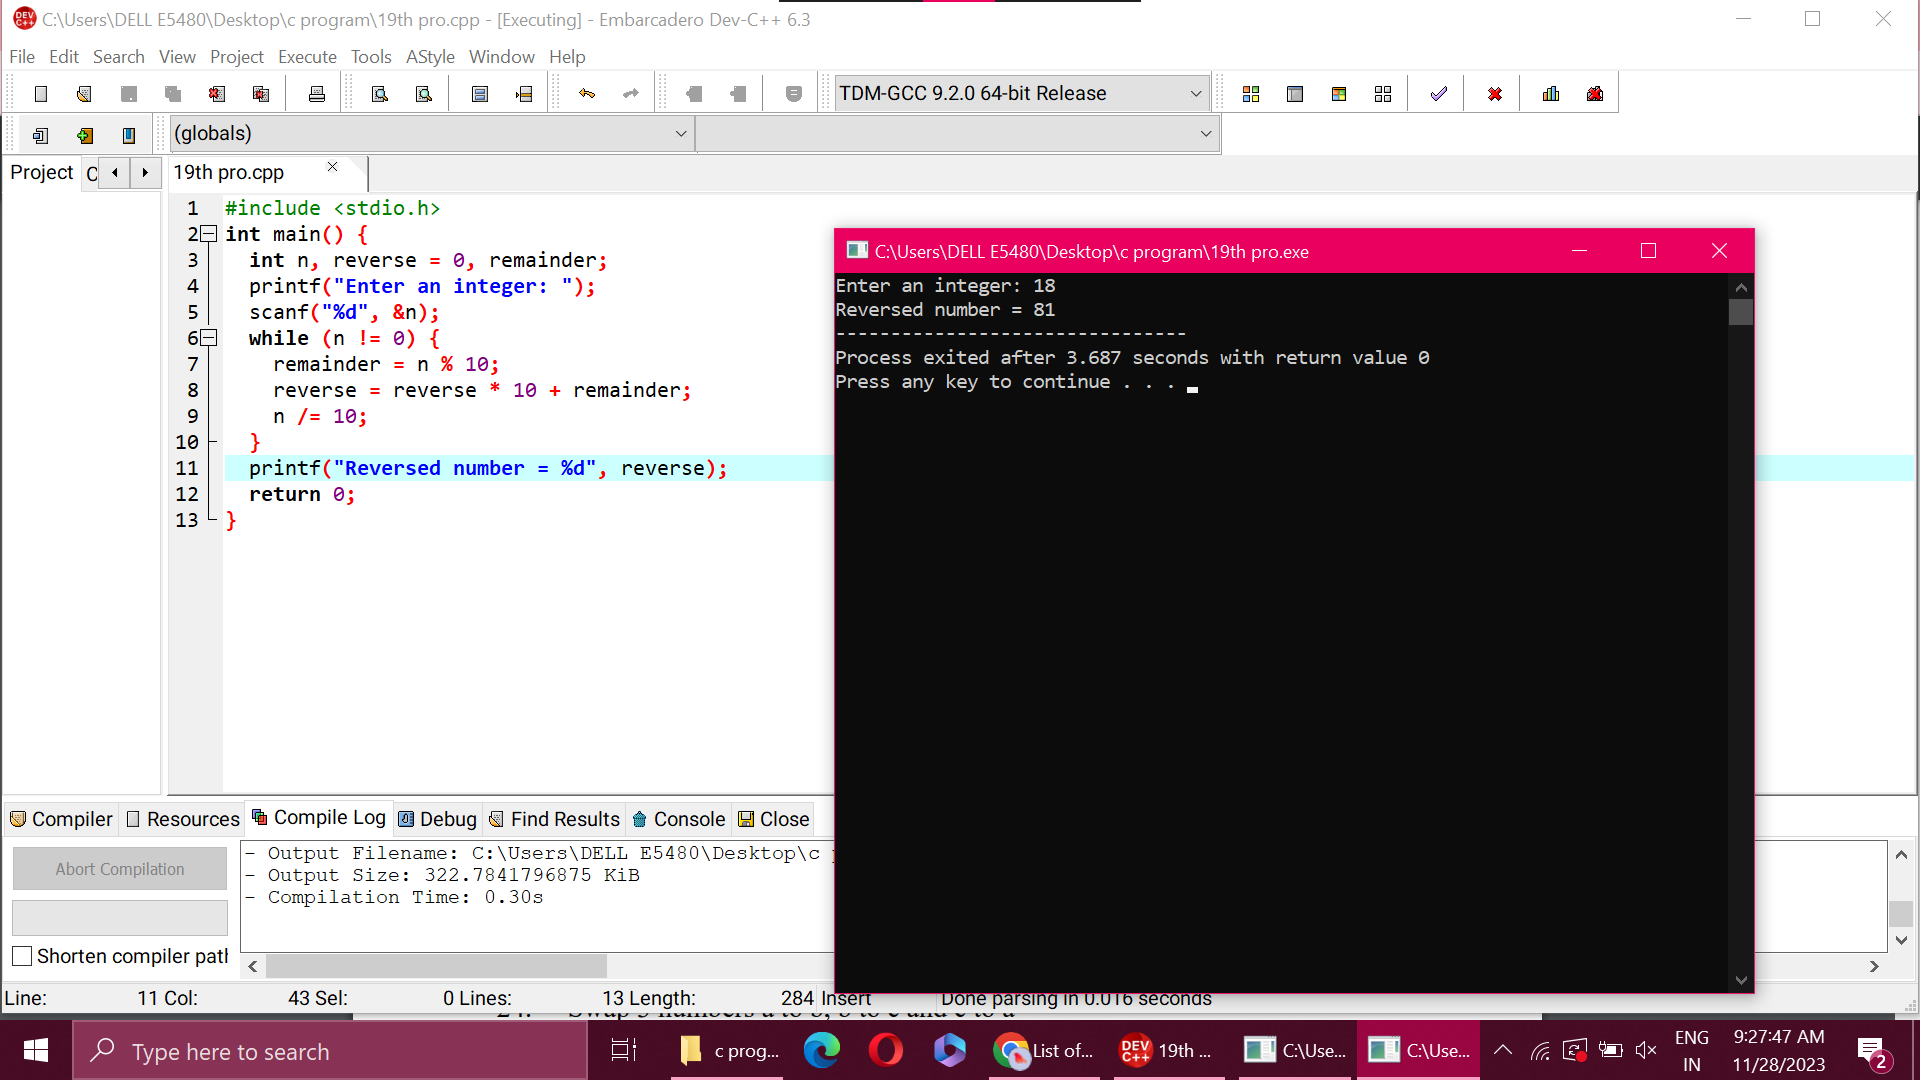 C:\Users\DELL E5480\Desktop\c program\19th pro.cpp - [Executing] - Embarcadero Dev-C++ 6.3
File Edit Search View Project Execute Tools AStyle Window Help
TDM-GCC 9.2.0 64-bit Release
(globals)
Project C
19th pro.cpp
1 #include <stdio.h>
2 int main() {
3 int n, reverse = 0, remainder;
4 printf("Enter an integer: ");
5 scanf("%d", &n);
6 while (n != 0) {
7 remainder = n % 10;
8 reverse = reverse * 10 + remainder;
9 n /= 10;
10 }
11 printf("Reversed number = %d", reverse);
12 return 0;
13 }
C:\Users\DELL E5480\Desktop\c program\19th pro.exe
Enter an integer: 18
Reversed number = 81
--------------------------------
Process exited after 3.687 seconds with return value 0
Press any key to continue . . .
Compiler Resources Compile Log Debug Find Results Console Close
Abort Compilation
Shorten compiler path
- Output Filename: C:\Users\DELL E5480\Desktop\c
- Output Size: 322.7841796875 KiB
- Compilation Time: 0.30s
Line: 11 Col: 43 Sel: 0 Lines: 13 Length: 284 Insert Done parsing in 0.016 seconds
Type here to search
c prog...
List of...
DEV C++
19th ...
C:\Use...
C:\Use...
ENG
IN
9:27:47 AM
11/28/2023
2